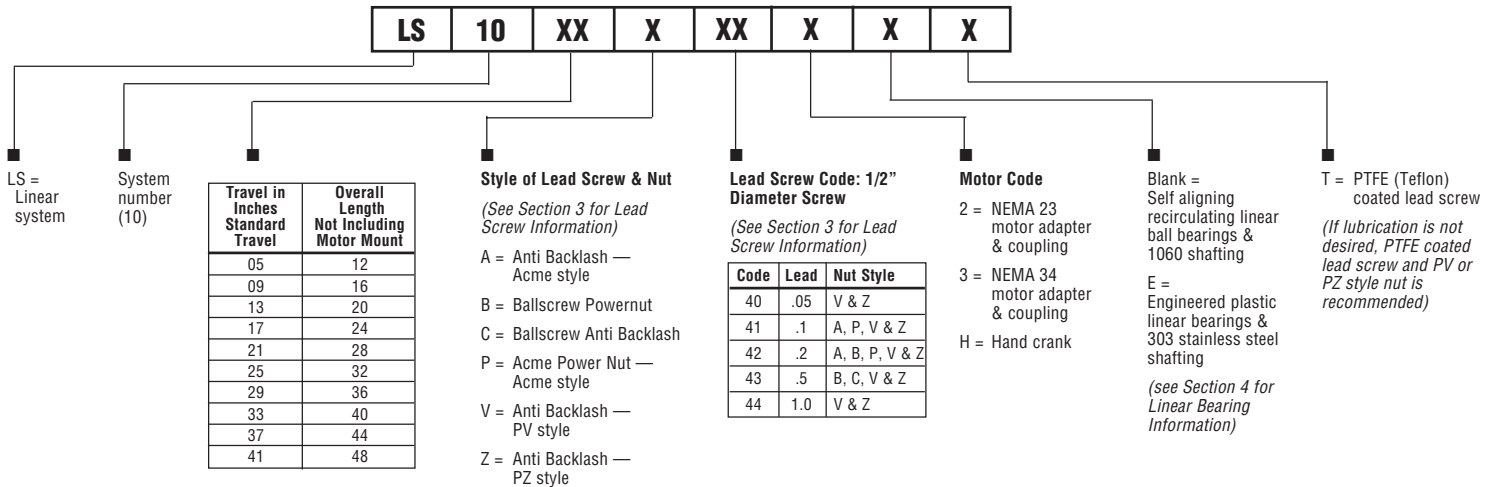 LS 10 XX X XX X X X
LS =
Linear
system
System
number
(10)
Travel in
Inches
Standard
Travel
Overall
Length
Not Including
Motor Mount
05 12
09 16
13 20
17 24
21 28
25 32
29 36
33 40
37 44
41 48
Style of Lead Screw & Nut
(See Section 3 for Lead
Screw Information)
A = Anti Backlash —
Acme style
B = Ballscrew Powernut
C = Ballscrew Anti Backlash
P = Acme Power Nut —
Acme style
V = Anti Backlash —
PV style
Z = Anti Backlash —
PZ style
Lead Screw Code: 1/2”
Diameter Screw
(See Section 3 for Lead
Screw Information)
Code Lead Nut Style
40 .05 V & Z
41 .1 A, P, V & Z
42 .2 A, B, P, V & Z
43 .5 B, C, V & Z
44 1.0 V & Z
Motor Code
2 = NEMA 23
motor adapter
& coupling
3 = NEMA 34
motor adapter
& coupling
H = Hand crank
Blank =
Self aligning
recirculating linear
ball bearings &
1060 shafting
E =
Engineered plastic
linear bearings &
303 stainless steel
shafting
(see Section 4 for
Linear Bearing
Information)
T = PTFE (Teflon)
coated lead screw
(If lubrication is not
desired, PTFE coated
lead screw and PV or
PZ style nut is
recommended)